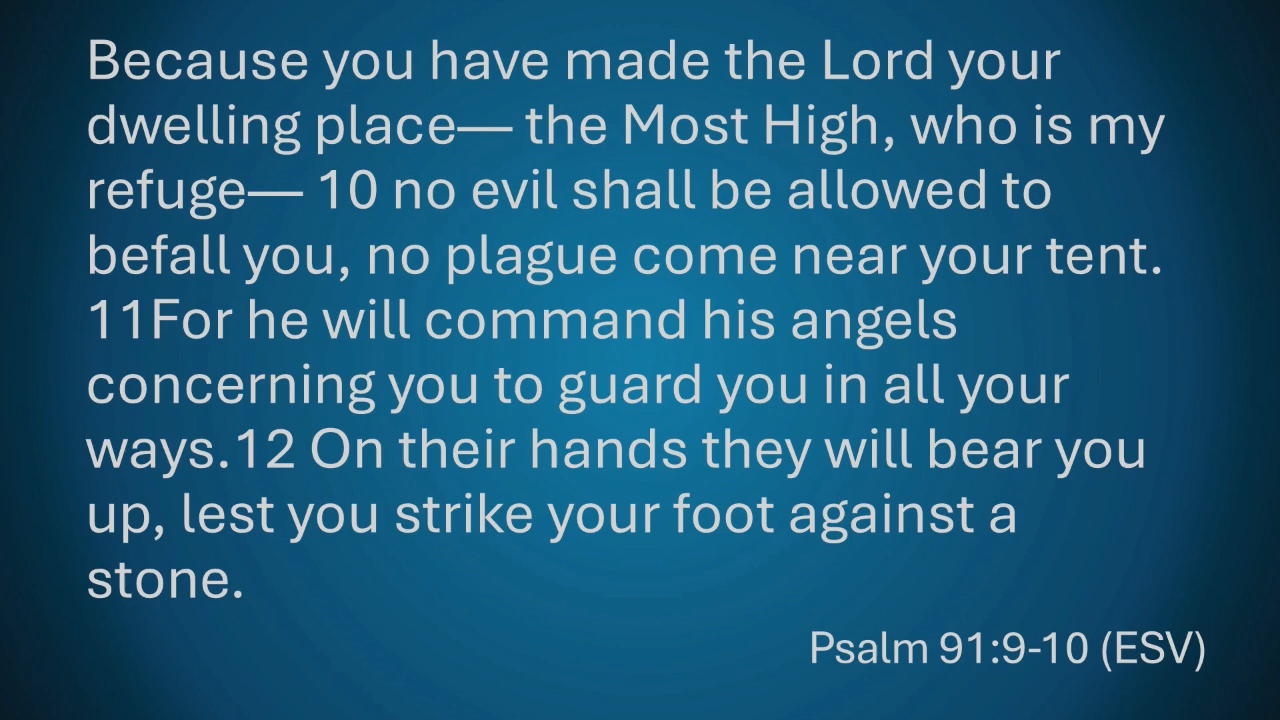 Because you have made the Lord your
dwelling place— the Most High, who is my
refuge— 10 no evil shall be allowed to
befall you, no plague come near your tent.
11For he will command his angels
concerning you to guard you in all your
ways.12 On their hands they will bear you
up, lest you strike your foot against a
stone.
Psalm 91:9-10 (ESV)